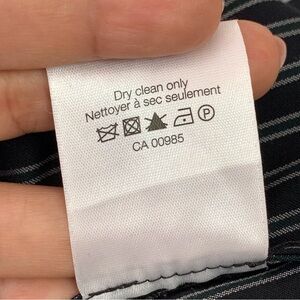 Dry clean only
Nettoyer à sec seulement
P
CA 00985